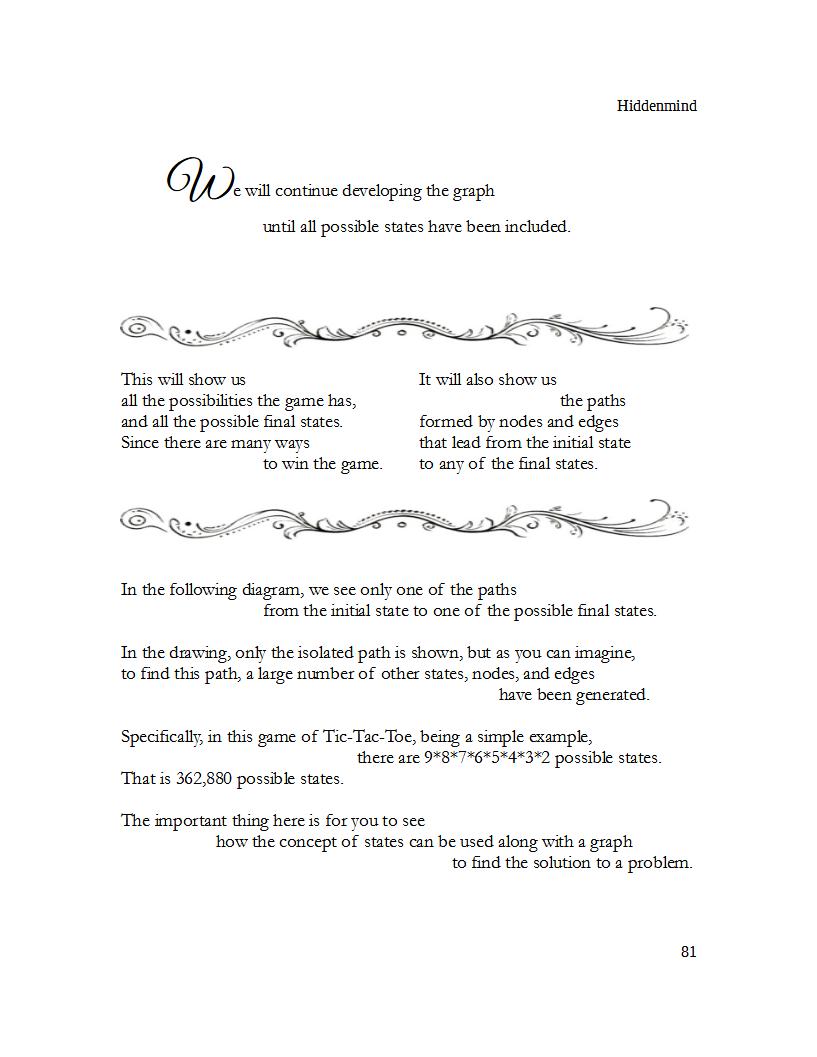 Hiddenmind
We will continue developing the graph
until all possible states have been included.
This will show us
all the possibilities the game has,
and all the possible final states.
Since there are many ways
to win the game.
It will also show us
the paths
formed by nodes and edges
that lead from the initial state
to any of the final states.
In the following diagram, we see only one of the paths
from the initial state to one of the possible final states.
In the drawing, only the isolated path is shown, but as you can imagine,
to find this path, a large number of other states, nodes, and edges
have been generated.
Specifically, in this game of Tic-Tac-Toe, being a simple example,
there are 9*8*7*6*5*4*3*2 possible states.
That is 362,880 possible states.
The important thing here is for you to see
how the concept of states can be used along with a graph
to find the solution to a problem.
81